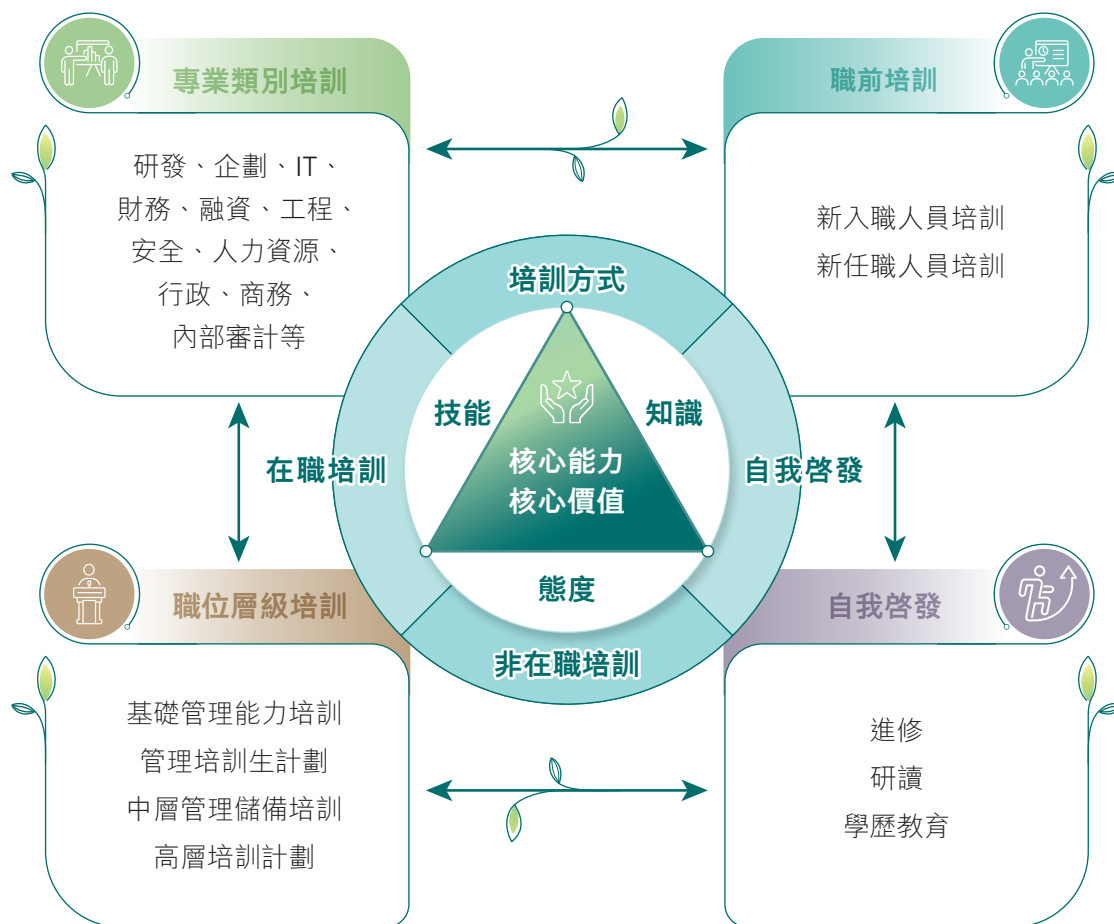 專業類別培訓
研發、企劃、IT、
財務、融資、工程、
安全、人力資源、
行政、商務、
內部審計等
職前培訓
新入職人員培訓
新任職人員培訓
培訓方式
技能
知識
核心能力
核心價值
在職培訓
自我啓發
態度
非在職培訓
職位層級培訓
基礎管理能力培訓
管理培訓生計劃
中層管理儲備培訓
高層培訓計劃
自我啓發
進修
研讀
學歷教育